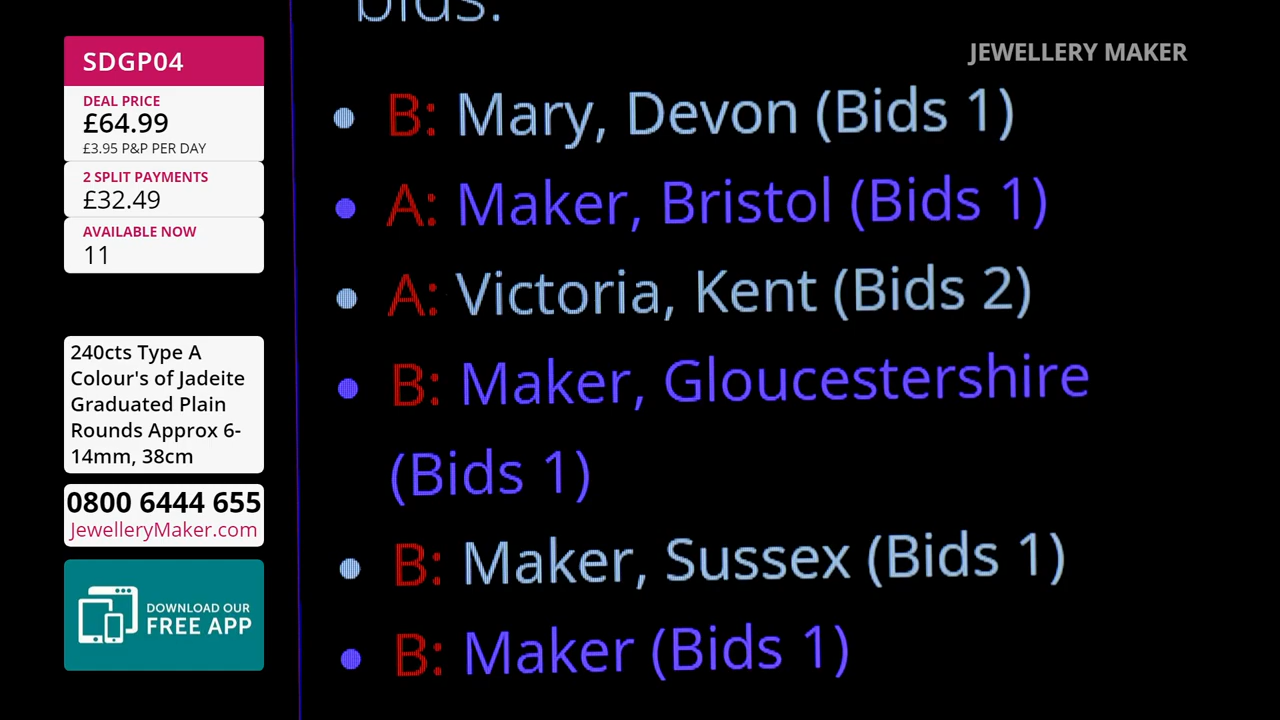 SDGP04
DEAL PRICE
£64.99
£3.95 P&P PER DAY
2 SPLIT PAYMENTS
£32.49
AVAILABLE NOW
11
240cts Type A
Colour's of Jadeite
Graduated Plain
Rounds Approx 6-
14mm, 38cm
0800 6444 655
JewelleryMaker.com
DOWNLOAD OUR
FREE APP
JEWELLERY MAKER
bids.
• B: Mary, Devon (Bids 1)
• A: Maker, Bristol (Bids 1)
• A: Victoria, Kent (Bids 2)
• B: Maker, Gloucestershire
(Bids 1)
• B: Maker, Sussex (Bids 1)
• B: Maker (Bids 1)